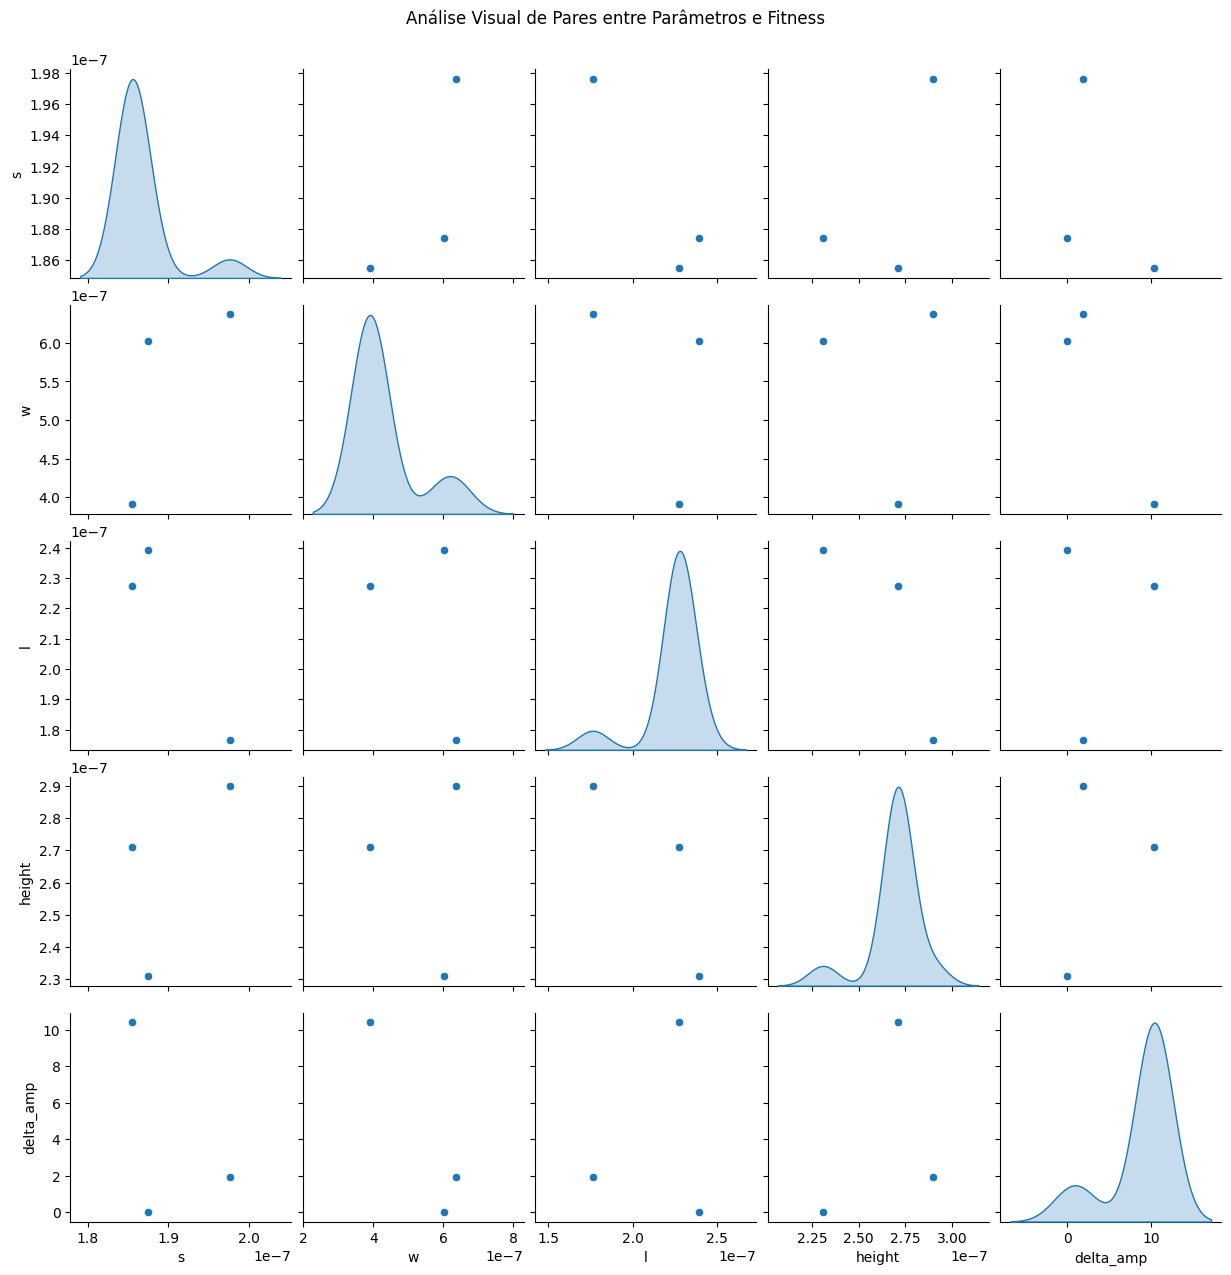 Análise Visual de Pares entre Parâmetros e Fitness
1e−7
1.98
1.96
1.94
1.92
1.90
1.88
1.86
s
1e−7
6.0
5.5
5.0
4.5
4.0
w
1e−7
2.4
2.3
2.2
2.1
2.0
1.9
1.8
l
1e−7
2.9
2.8
2.7
2.6
2.5
2.4
2.3
height
10
8
6
4
2
0
delta_amp
1.8 1.9 2.0 2 4 6 8 1.5 2.0 2.5 2.25 2.50 2.75 3.00 0 10
s 1e−7 w 1e−7 l 1e−7 height 1e−7 delta_amp